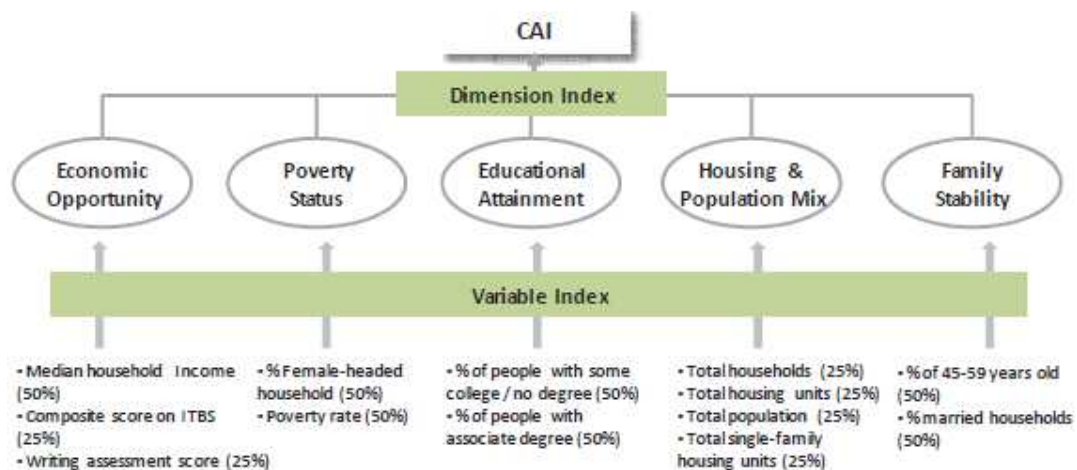 CAI
Dimension Index
Economic
Opportunity
Poverty
Status
Educational
Attainment
Housing &
Population Mix
Family
Stability
Variable Index
• Median household Income
(50%)
• Composite score on ITBS
(25%)
• Writing assessment score (25%)
• % Female-headed
household (50%)
• Poverty rate (50%)
• % of people with some
college / no degree (50%)
• % of people with
associate degree (50%)
• Total households (25%)
• Total housing units (25%)
• Total population (25%)
• Total single-family
housing units (25%)
• % of 45-59 years old
(50%)
• % married households
(50%)